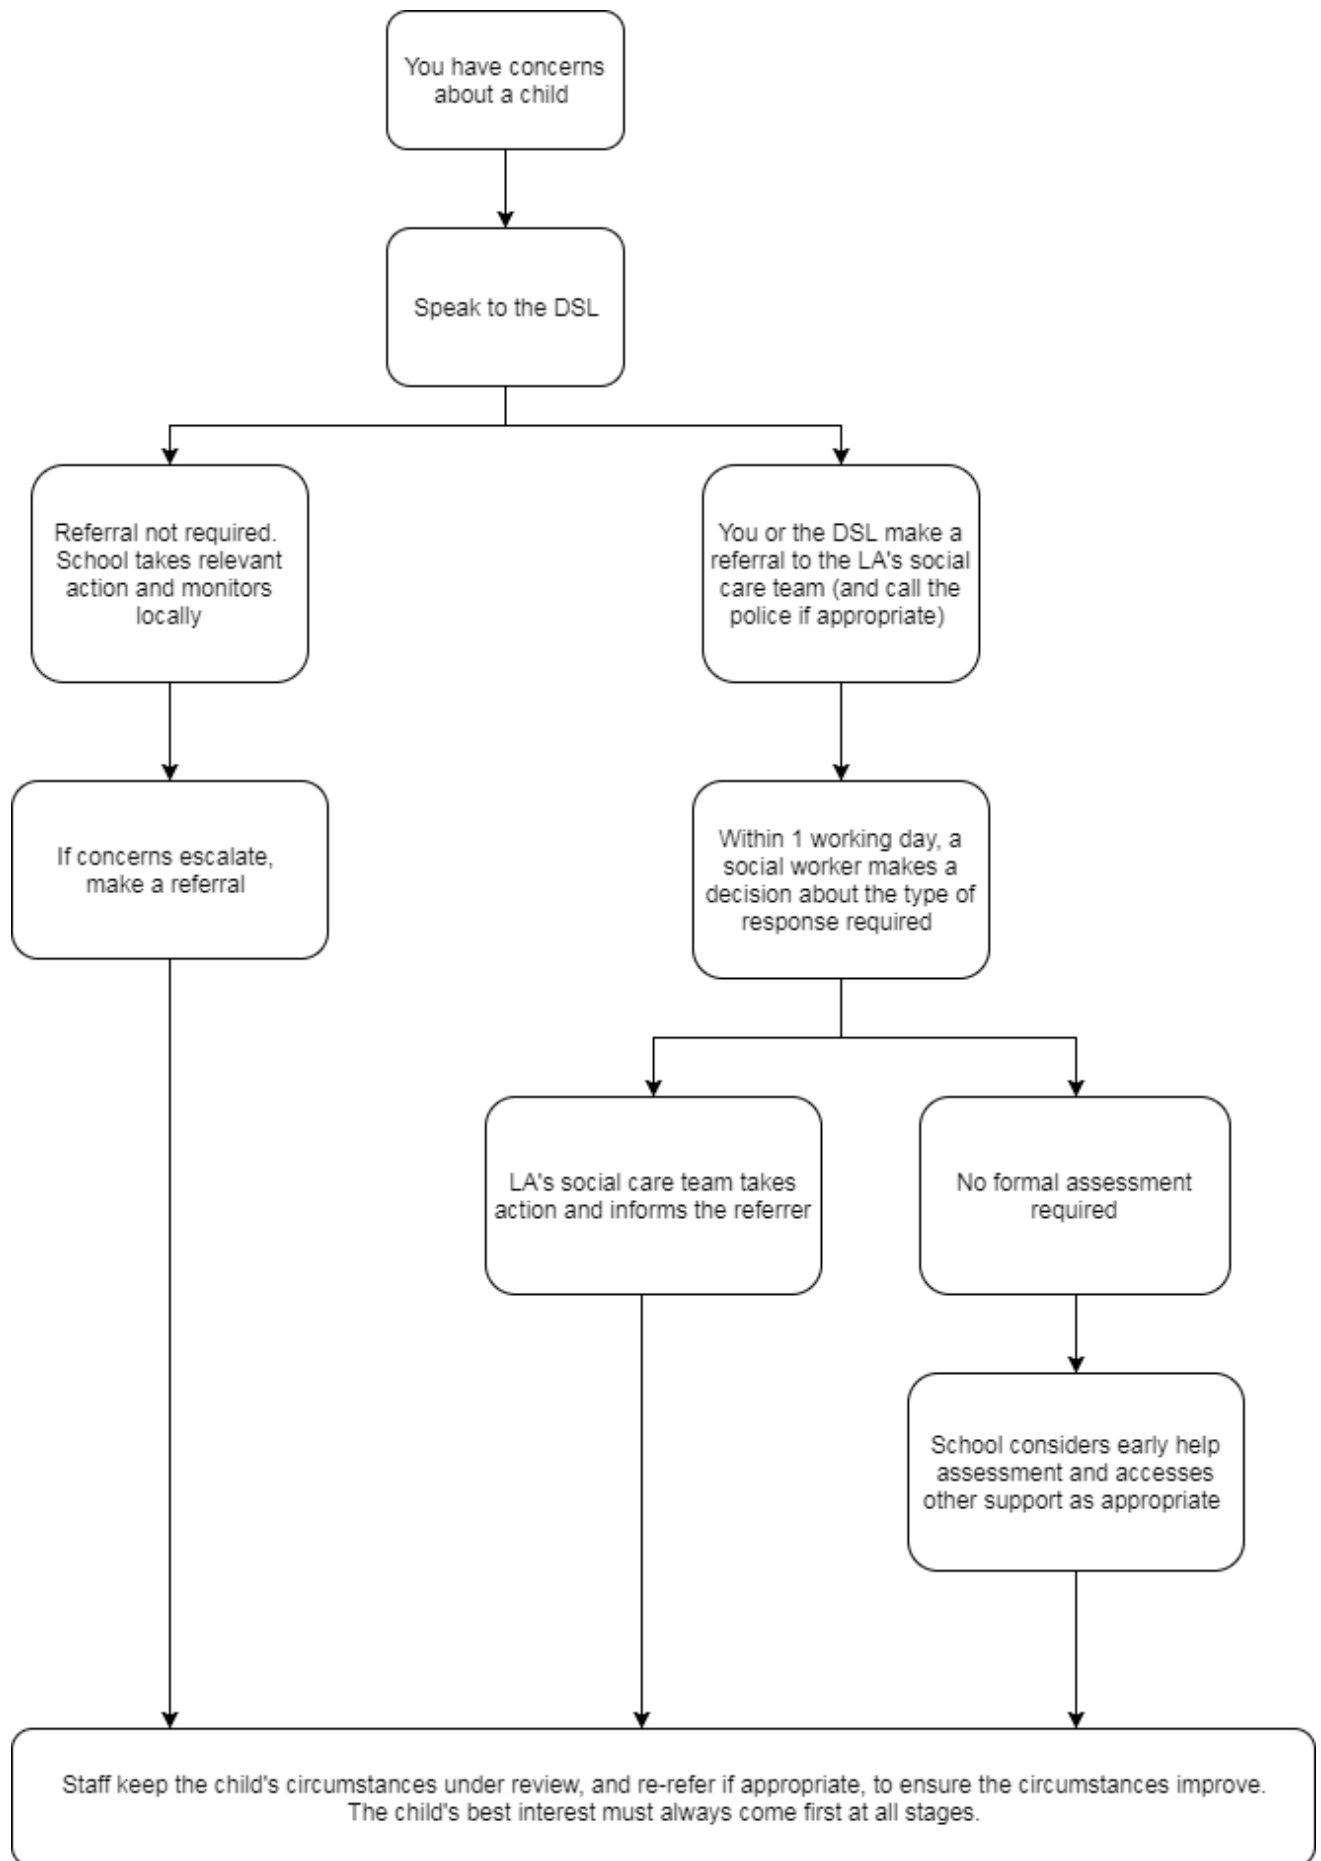 You have concerns
about a child
Speak to the DSL
Referral not required.
School takes relevant
action and monitors
locally
You or the DSL make a
referral to the LA's social
care team (and call the
police if appropriate)
If concerns escalate,
make a referral
Within 1 working day, a
social worker makes a
decision about the type of
response required
LA's social care team takes
action and informs the referrer
No formal assessment
required
School considers early help
assessment and accesses
other support as appropriate
Staff keep the child's circumstances under review, and re-refer if appropriate, to ensure the circumstances improve.
The child's best interest must always come first at all stages.